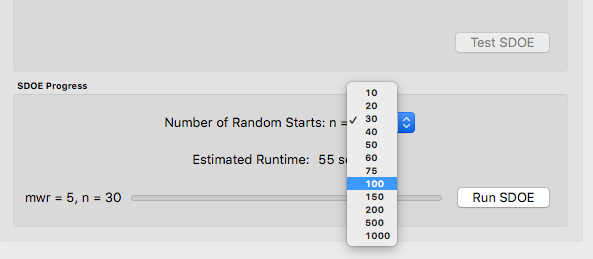 Test SDOE
SDOE Progress
Number of Random Starts: n =
10
20
✓ 30
40
50
60
75
100
150
200
500
1000
Estimated Runtime: 55 s
mwr = 5, n = 30
Run SDOE